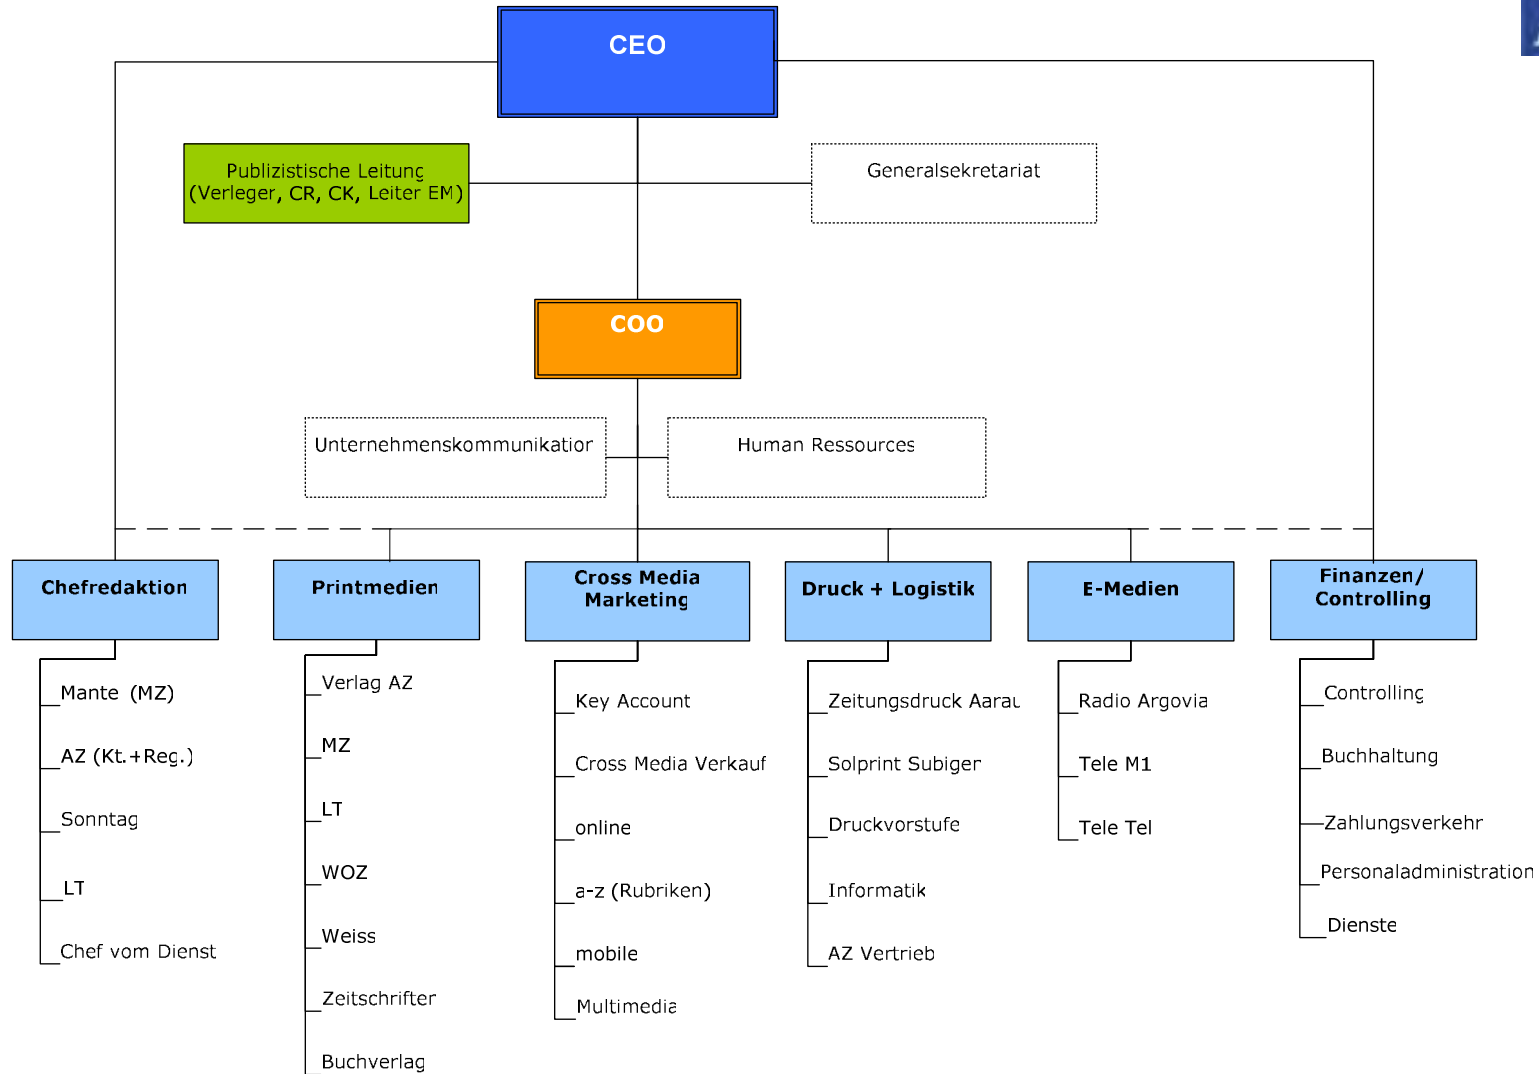 CEO
Publizistische Leitung
(Verleger, CR, CK, Leiter EM)
Generalsekretariat
COO
Unternehmenskommunikation
Human Ressources
Chefredaktion
Mante (MZ)
AZ (Kt.+Reg.)
Sonntag
LT
Chef vom Dienst
Printmedien
Verlag AZ
MZ
LT
WOZ
Weiss
Zeitschriften
Buchverlag
Cross Media
Marketing
Key Account
Cross Media Verkauf
online
a-z (Rubriken)
mobile
Multimedia
Druck + Logistik
Zeitungsdruck Aarau
Solprint Subigen
Druckvorstufe
Informatik
AZ Vertrieb
E-Medien
Radio Argovia
Tele M1
Tele Tel
Finanzen/
Controlling
Controlling
Buchhaltung
Zahlungsverkehr
Personaladministration
Dienste